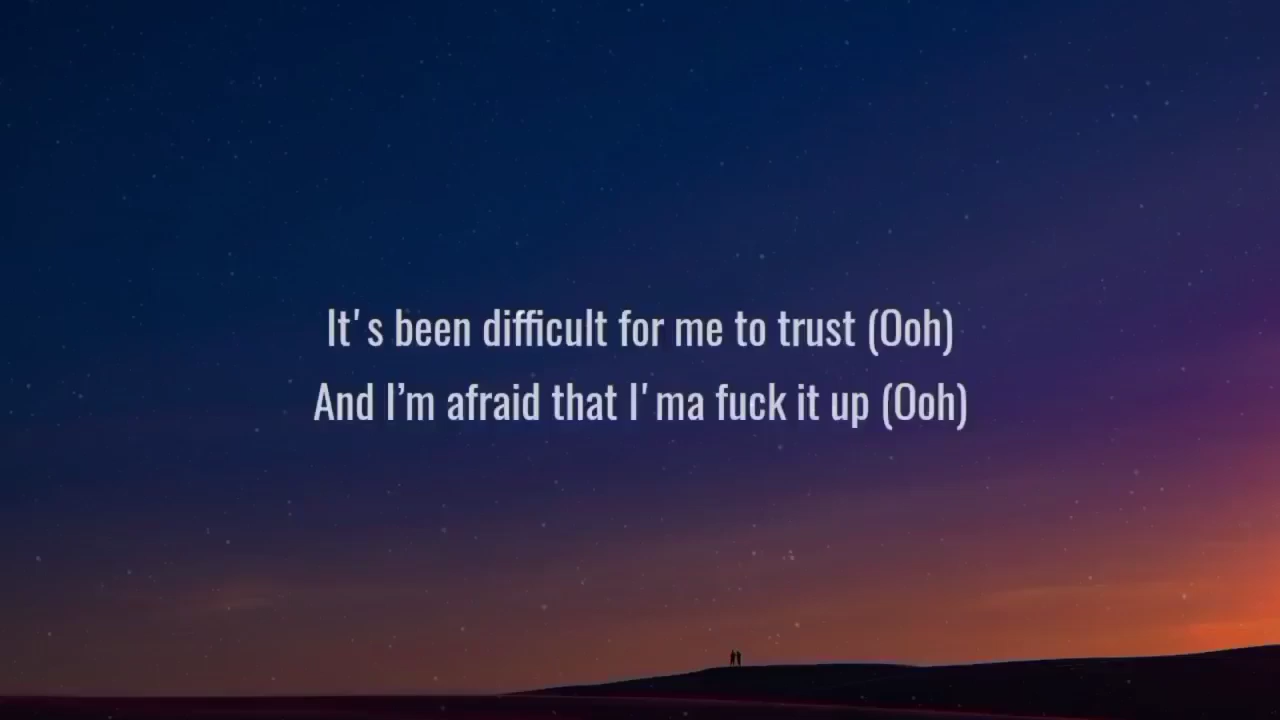 It's been difficult for me to trust (Ooh)
And I’m afraid that I'ma fuck it up (Ooh)